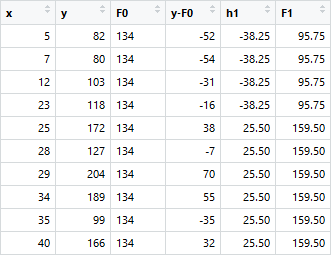 x y F0 y-F0 h1 F1
5 82 134 -52 -38.25 95.75
7 80 134 -54 -38.25 95.75
12 103 134 -31 -38.25 95.75
23 118 134 -16 -38.25 95.75
25 172 134 38 25.50 159.50
28 127 134 -7 25.50 159.50
29 204 134 70 25.50 159.50
34 189 134 55 25.50 159.50
35 99 134 -35 25.50 159.50
40 166 134 32 25.50 159.50